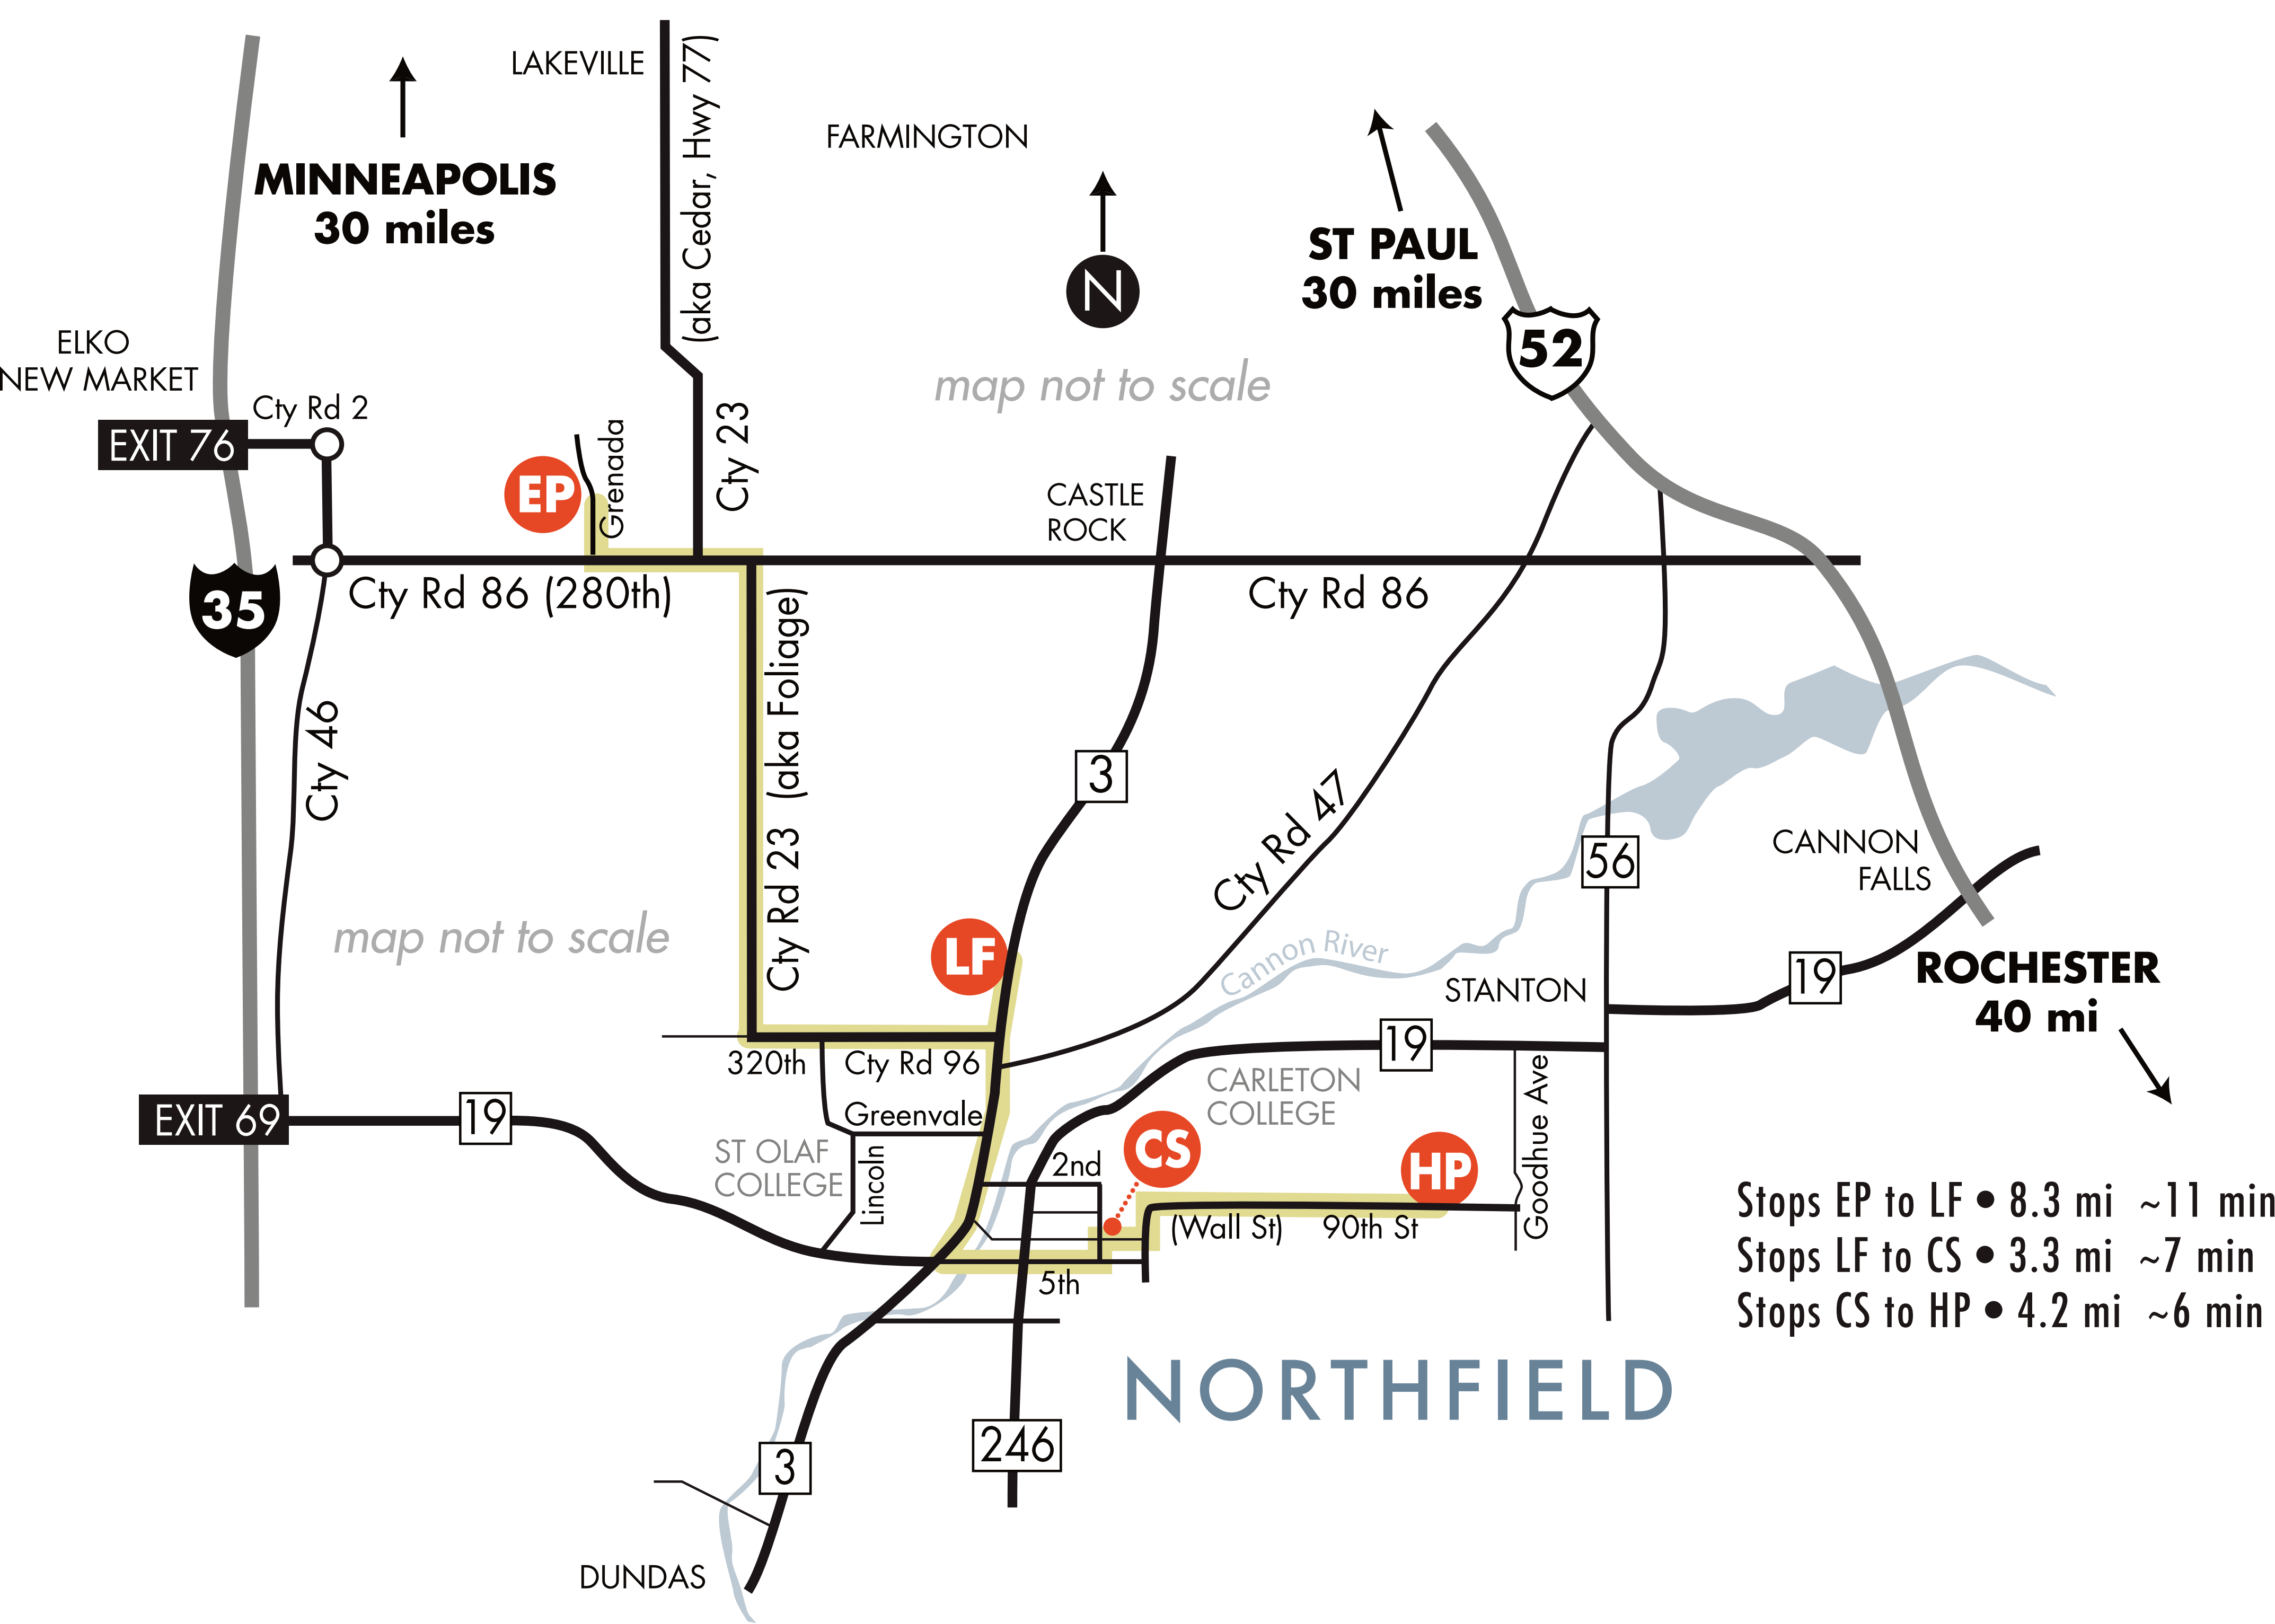 LAKEVILLE
(aka Cedar, Hwy 77)
FARMINGTON
MINNEAPOLIS
30 miles
N
ST PAUL
30 miles
52
ELKO
NEW MARKET
map not to scale
Cty Rd 2
EXIT 76
EP
Grenada
Cty 23
CASTLE
ROCK
35
Cty Rd 86 (280th)
Cty Rd 86
(aka Foliage)
Cty 46
3
Cty Rd 47
56
CANNON
FALLS
Cty Rd 23
map not to scale
LF
Cannon River
STANTON
19
ROCHESTER
40 mi
320th
Cty Rd 96
19
CARLETON
COLLEGE
Goodhue Ave
EXIT 69
19
Greenvale
ST OLAF
COLLEGE
Lincoln
2nd
CS
HP
(Wall St)
90th St
5th
Stops EP to LF • 8.3 mi ~11 min
Stops LF to CS • 3.3 mi ~7 min
Stops CS to HP • 4.2 mi ~6 min
NORTHFIELD
246
3
DUNDAS